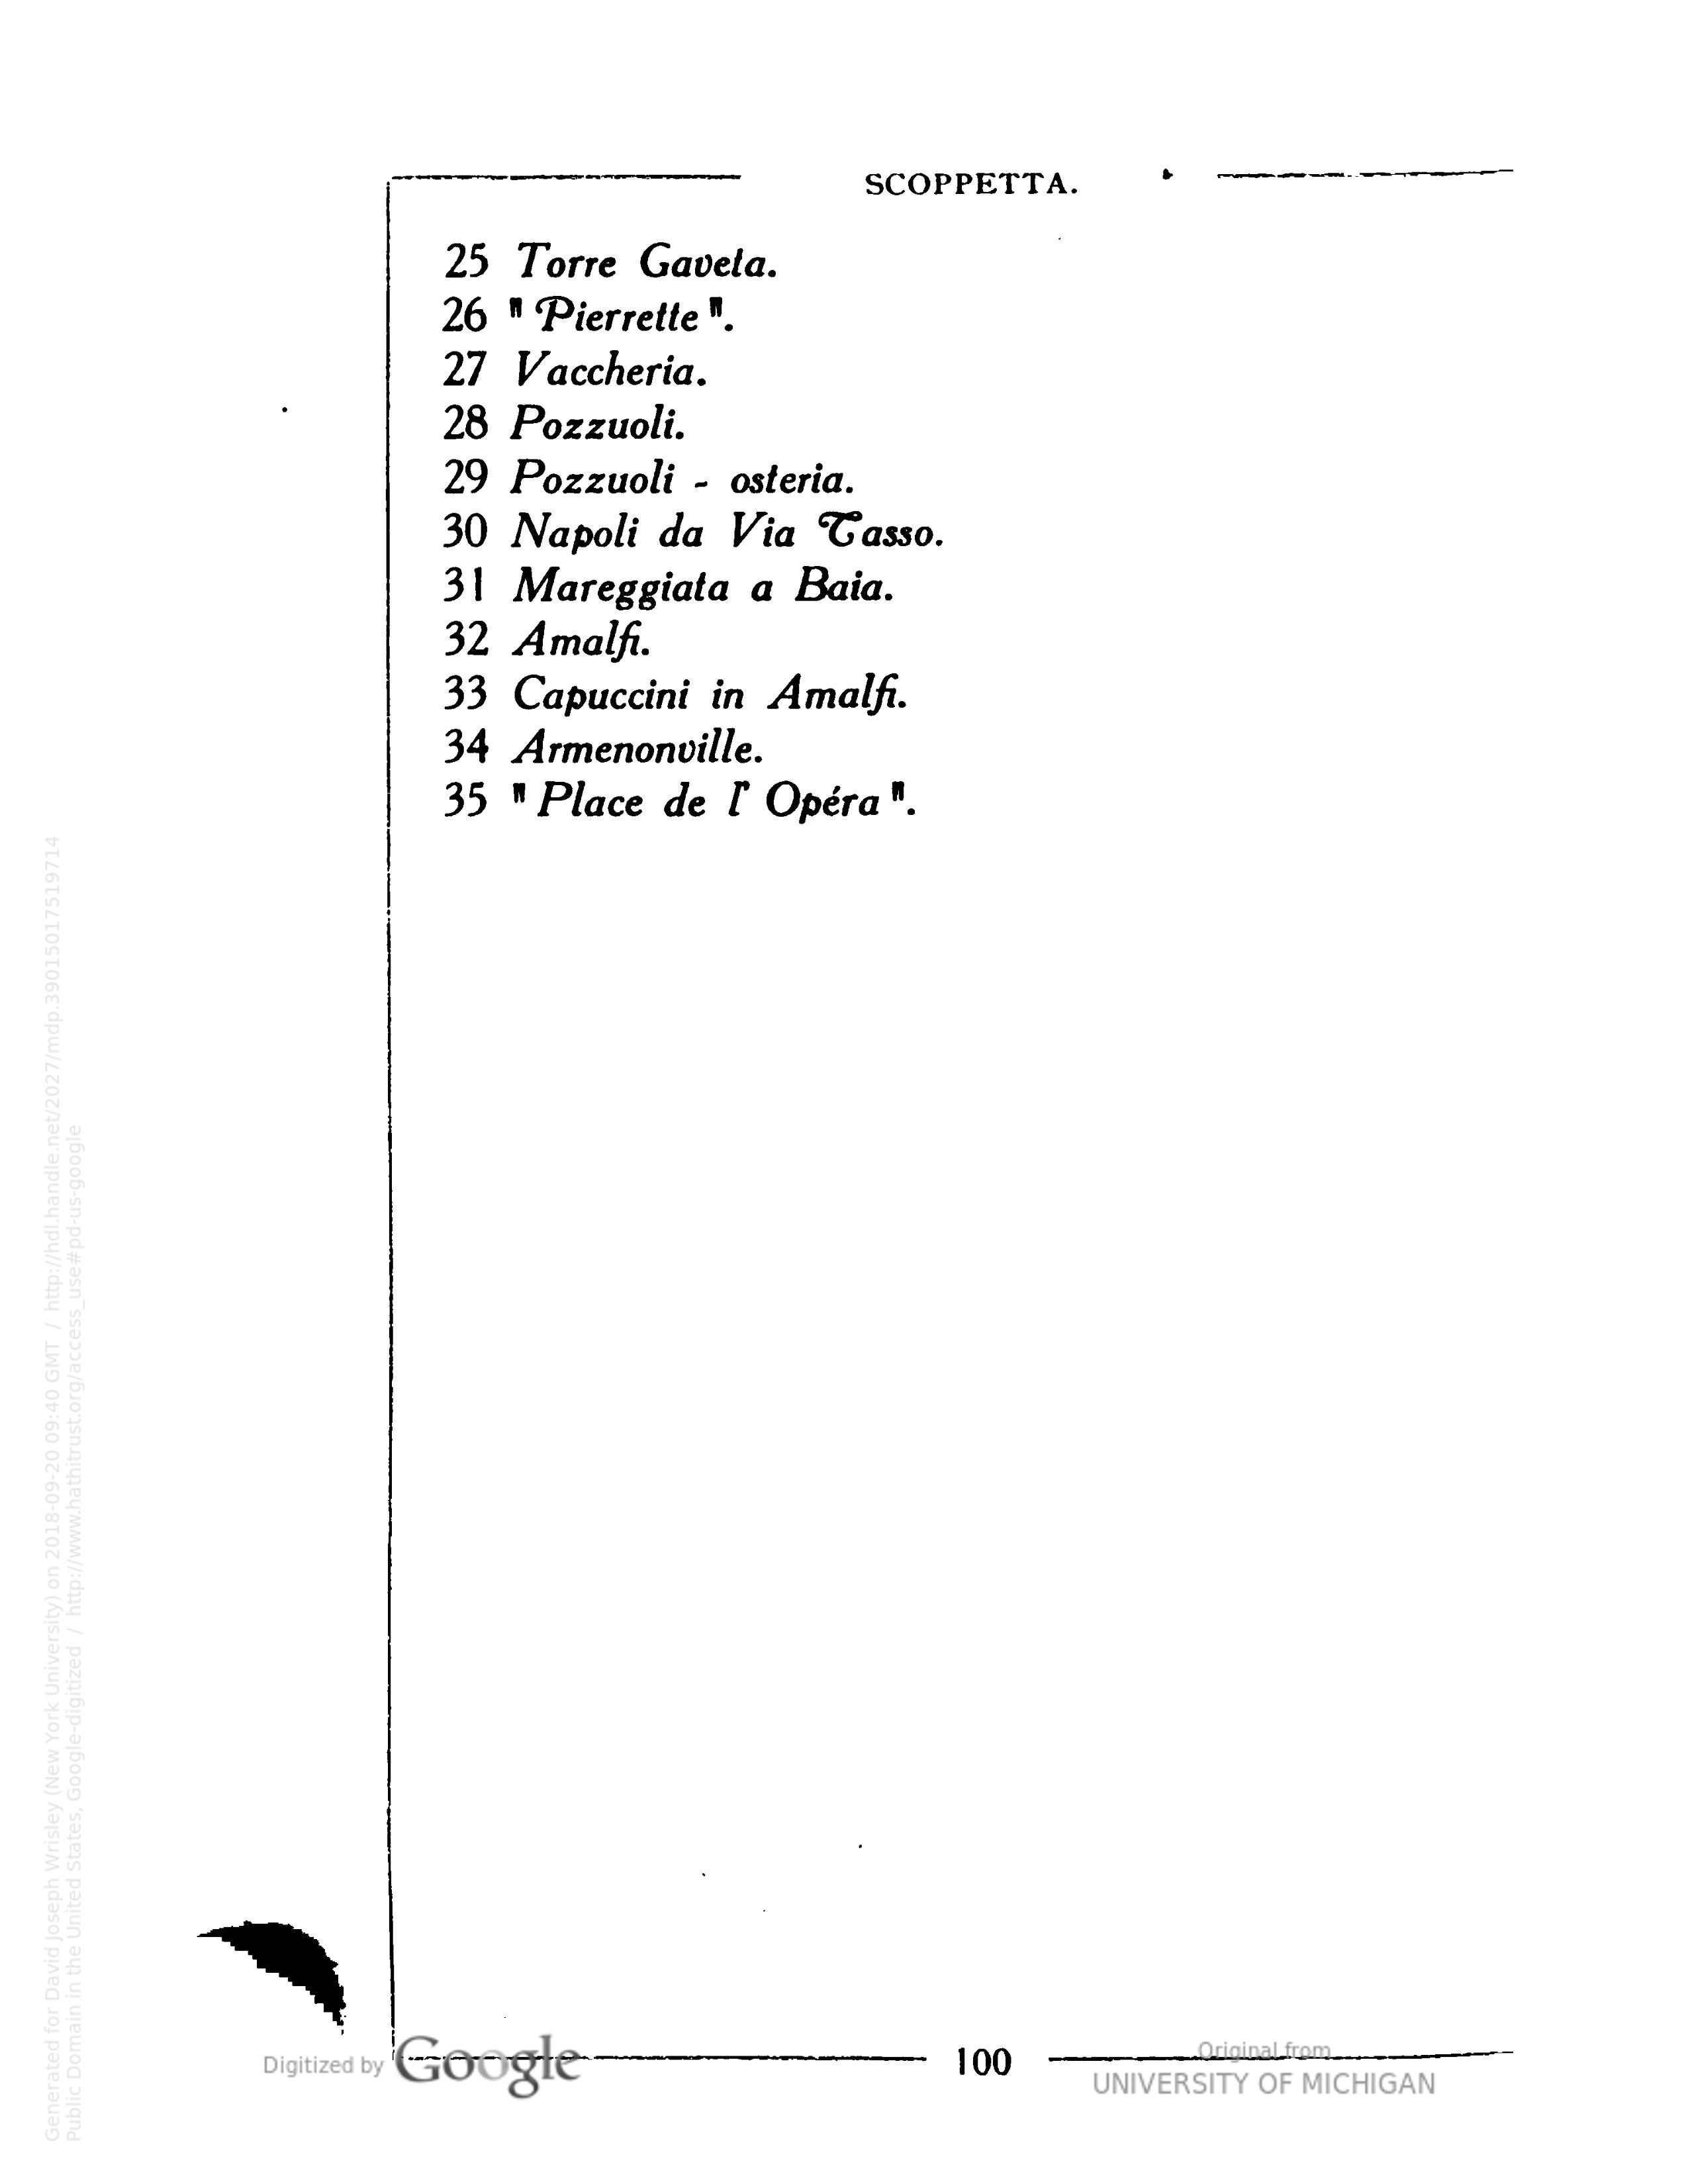 SCOPPETTA.
25 Torre Gaveta.
26 "Pierrette".
27 Vaccheria.
28 Pozzuoli.
29 Pozzuoli - osteria.
30 Napoli da Via Tasso.
31 Mareggiata a Baia.
32 Amalfi.
33 Capuccini in Amalfi.
34 Armenonville.
35 "Place de l' Opéra".
100
Digitized by Google
Original from
UNIVERSITY OF MICHIGAN
Generated for David Joseph Wrisley (New York University) on 2018-09-20 09:40 GMT / http://hdl.handle.net/2027/mdp.39015017519714
Public Domain in the United States, Google-digitized / http://www.hathitrust.org/access_use#pd-us-google